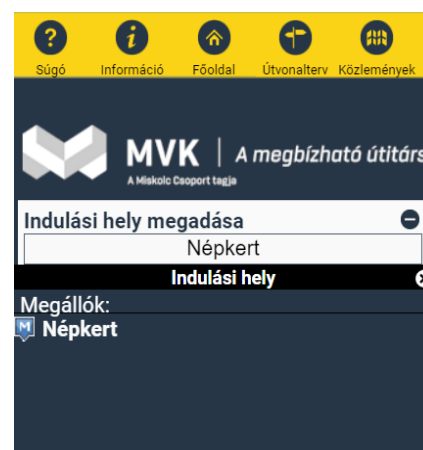 Súgó Információ Főoldal Útvonalterv Közlemények
MVK | A megbízható útitárs
A Miskolc Csoport tagja
Indulási hely megadása
Népkert
Indulási hely
Megállók:
M Népkert